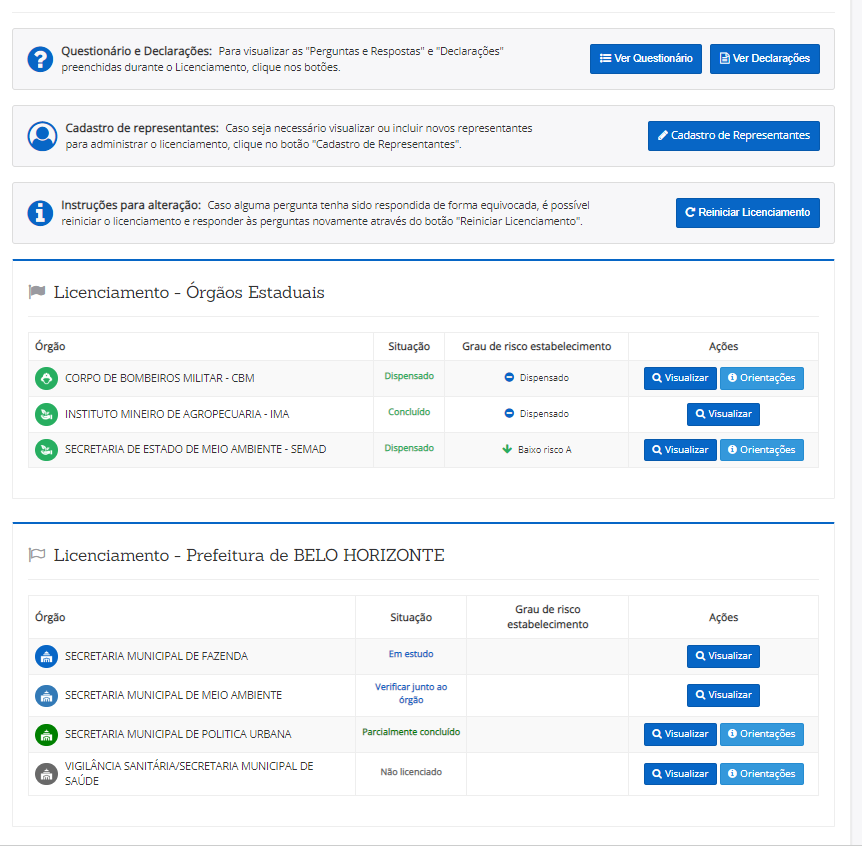 Questionário e Declarações: Para visualizar as "Perguntas e Respostas" e "Declarações"
preenchidas durante o Licenciamento, clique nos botões.
Ver Questionário
Ver Declarações
Cadastro de representantes: Caso seja necessário visualizar ou incluir novos representantes
para administrar o licenciamento, clique no botão "Cadastro de Representantes".
Cadastro de Representantes
Instruções para alteração: Caso alguma pergunta tenha sido respondida de forma equivocada, é possível
reiniciar o licenciamento e responder às perguntas novamente através do botão "Reiniciar Licenciamento".
Reiniciar Licenciamento
Licenciamento - Órgãos Estaduais
Órgão Situação Grau de risco estabelecimento Ações
CORPO DE BOMBEIROS MILITAR - CBM Dispensado Dispensado Visualizar Orientações
INSTITUTO MINEIRO DE AGROPECUARIA - IMA Concluído Dispensado Visualizar
SECRETARIA DE ESTADO DE MEIO AMBIENTE - SEMAD Dispensado Baixo risco A Visualizar Orientações
Licenciamento - Prefeitura de BELO HORIZONTE
Órgão Situação Grau de risco
estabelecimento Ações
SECRETARIA MUNICIPAL DE FAZENDA Em estudo Visualizar
SECRETARIA MUNICIPAL DE MEIO AMBIENTE Verificar junto ao
órgão Visualizar
SECRETARIA MUNICIPAL DE POLITICA URBANA Parcialmente concluído Visualizar Orientações
VIGILÂNCIA SANITÁRIA/SECRETARIA MUNICIPAL DE
SAÚDE Não licenciado Visualizar Orientações